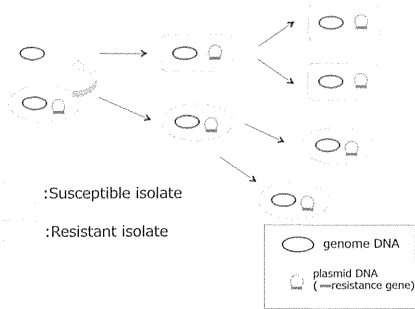 :Susceptible isolate
:Resistant isolate
genome DNA
plasmid DNA
(━resistance gene)